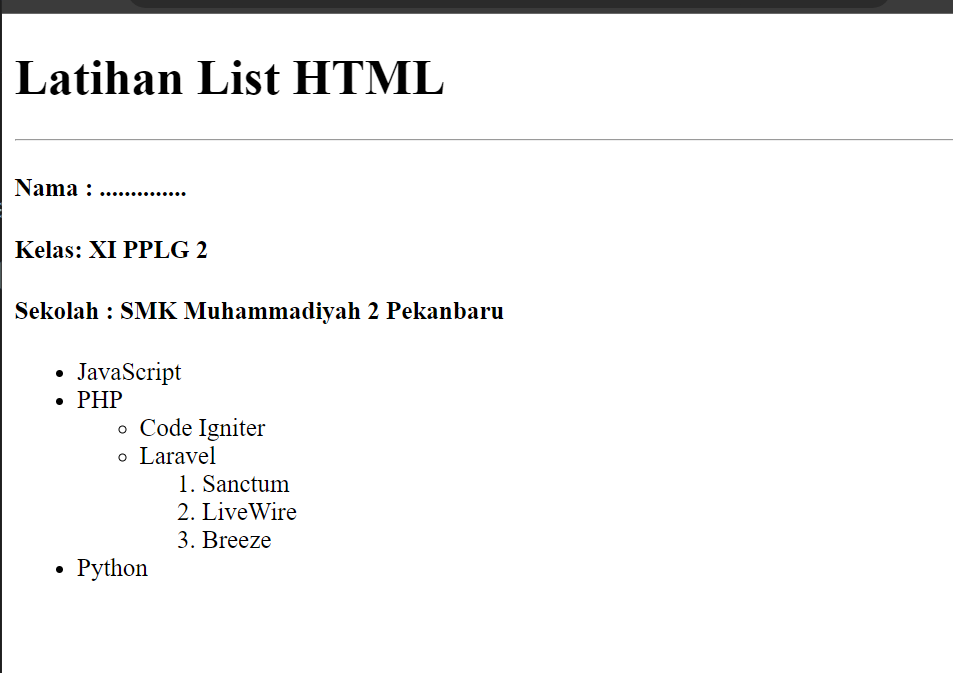 Latihan List HTML
Nama : ..............
Kelas: XI PPLG 2
Sekolah : SMK Muhammadiyah 2 Pekanbaru
• JavaScript
• PHP
◦ Code Igniter
◦ Laravel
1. Sanctum
2. LiveWire
3. Breeze
• Python